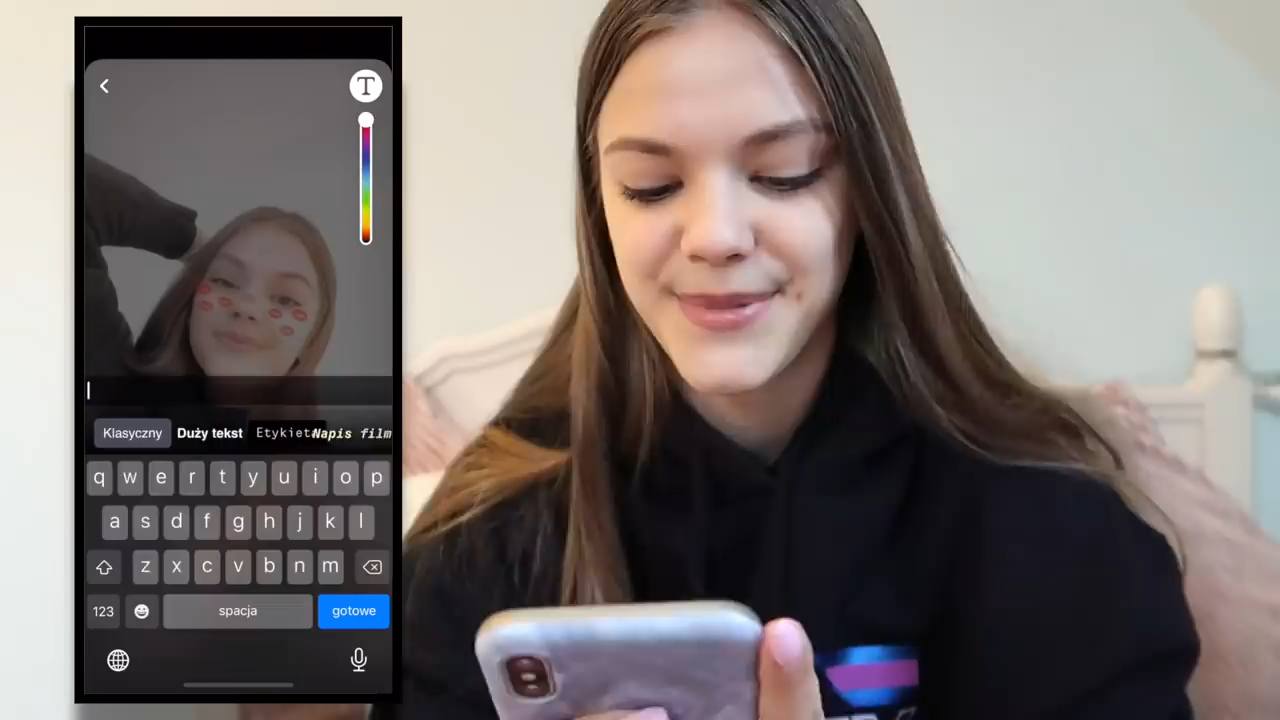 T
Klasyczny Duży tekst Etykieta Napis film
q w e r t y u i o p
a s d f g h j k l
z x c v b n m
123 spacja gotowe